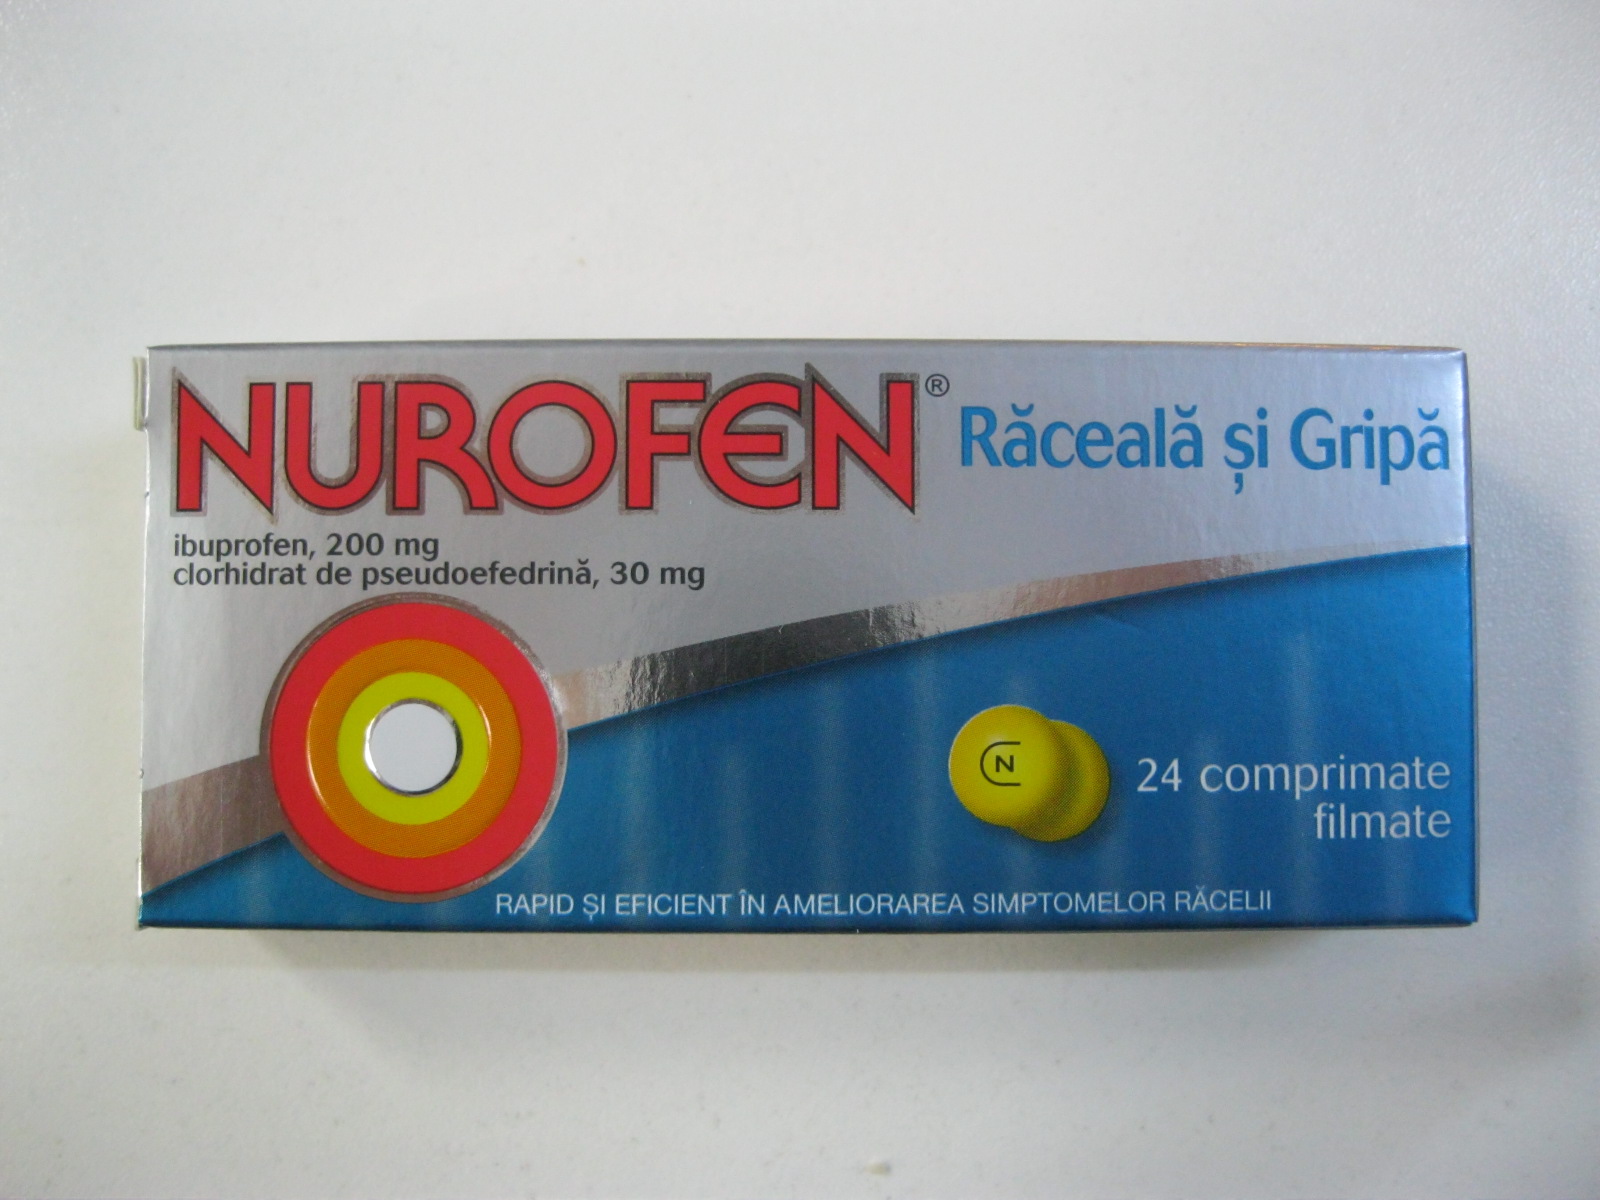 NUROFEN® Răceală și Gripă
ibuprofen, 200 mg
clorhidrat de pseudoefedrină, 30 mg
N
24 comprimate
filmate
RAPID ȘI EFICIENT ÎN AMELIORAREA SIMPTOMELOR RĂCELII